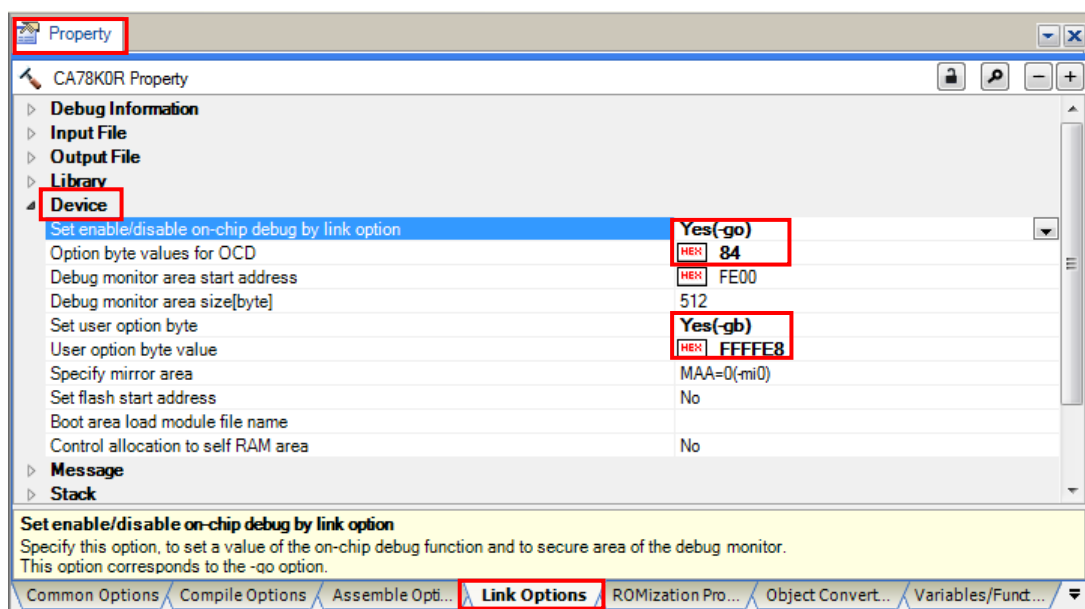 Property
CA78K0R Property
Debug Information
Input File
Output File
Library
Device
Set enable/disable on-chip debug by link option Yes(-go)
Option byte values for OCD HEX 84
Debug monitor area start address HEX FE00
Debug monitor area size[byte] 512
Set user option byte Yes(-gb)
User option byte value HEX FFFFE8
Specify mirror area MAA=0(-mi0)
Set flash start address No
Boot area load module file name
Control allocation to self RAM area No
Message
Stack
Set enable/disable on-chip debug by link option
Specify this option, to set a value of the on-chip debug function and to secure area of the debug monitor.
This option corresponds to the -go option.
Common Options Compile Options Assemble Opti... Link Options ROMization Pro... Object Convert... Variables/Funct...